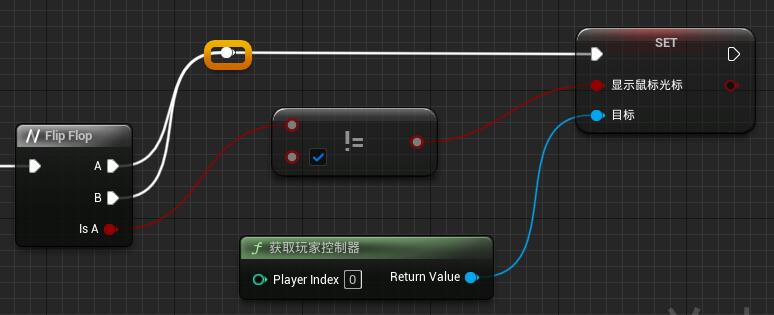 SET
显示鼠标光标
目标
Flip Flop
A
B
Is A
!=
获取玩家控制器
Player Index 0
Return Value